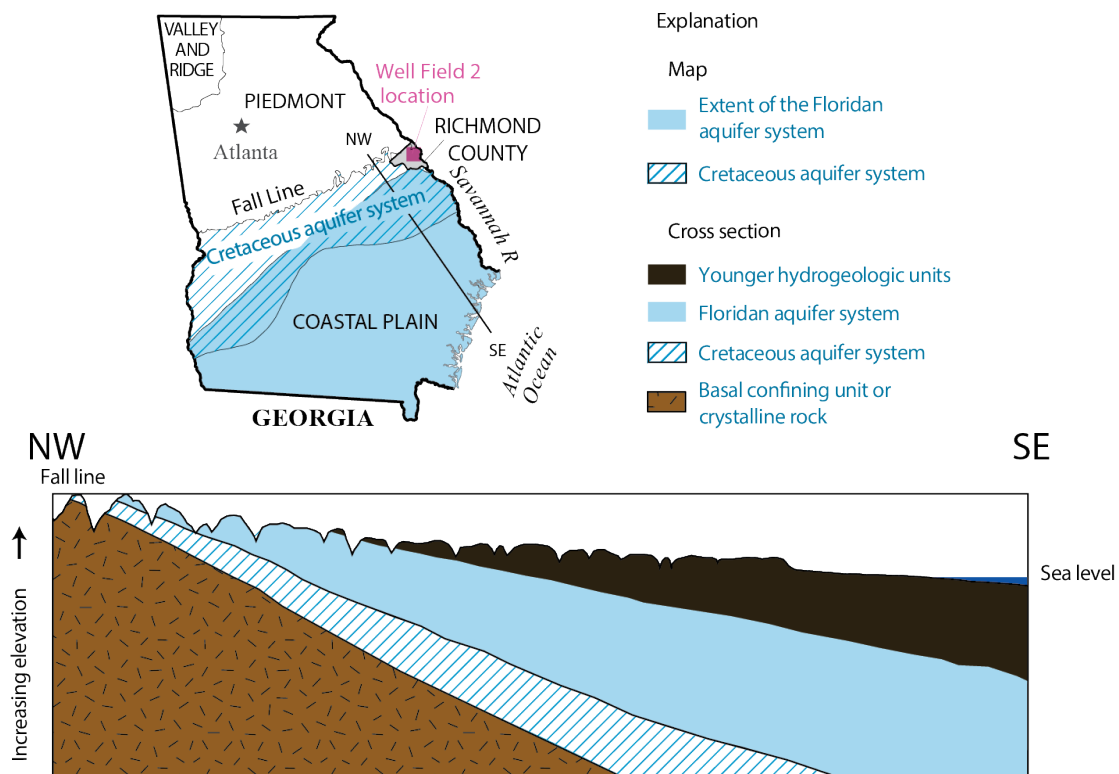 VALLEY
AND
RIDGE
PIEDMONT
Atlanta
Well Field 2
location
NW
RICHMOND
COUNTY
Fall Line
Savannah R
Cretaceous aquifer system
COASTAL PLAIN
SE
Atlantic
Ocean
GEORGIA
Explanation
Map
Extent of the Floridan
aquifer system
Cretaceous aquifer system
Cross section
Younger hydrogeologic units
Floridan aquifer system
Cretaceous aquifer system
Basal confining unit or
crystalline rock
NW
SE
Fall line
Increasing elevation
Sea level